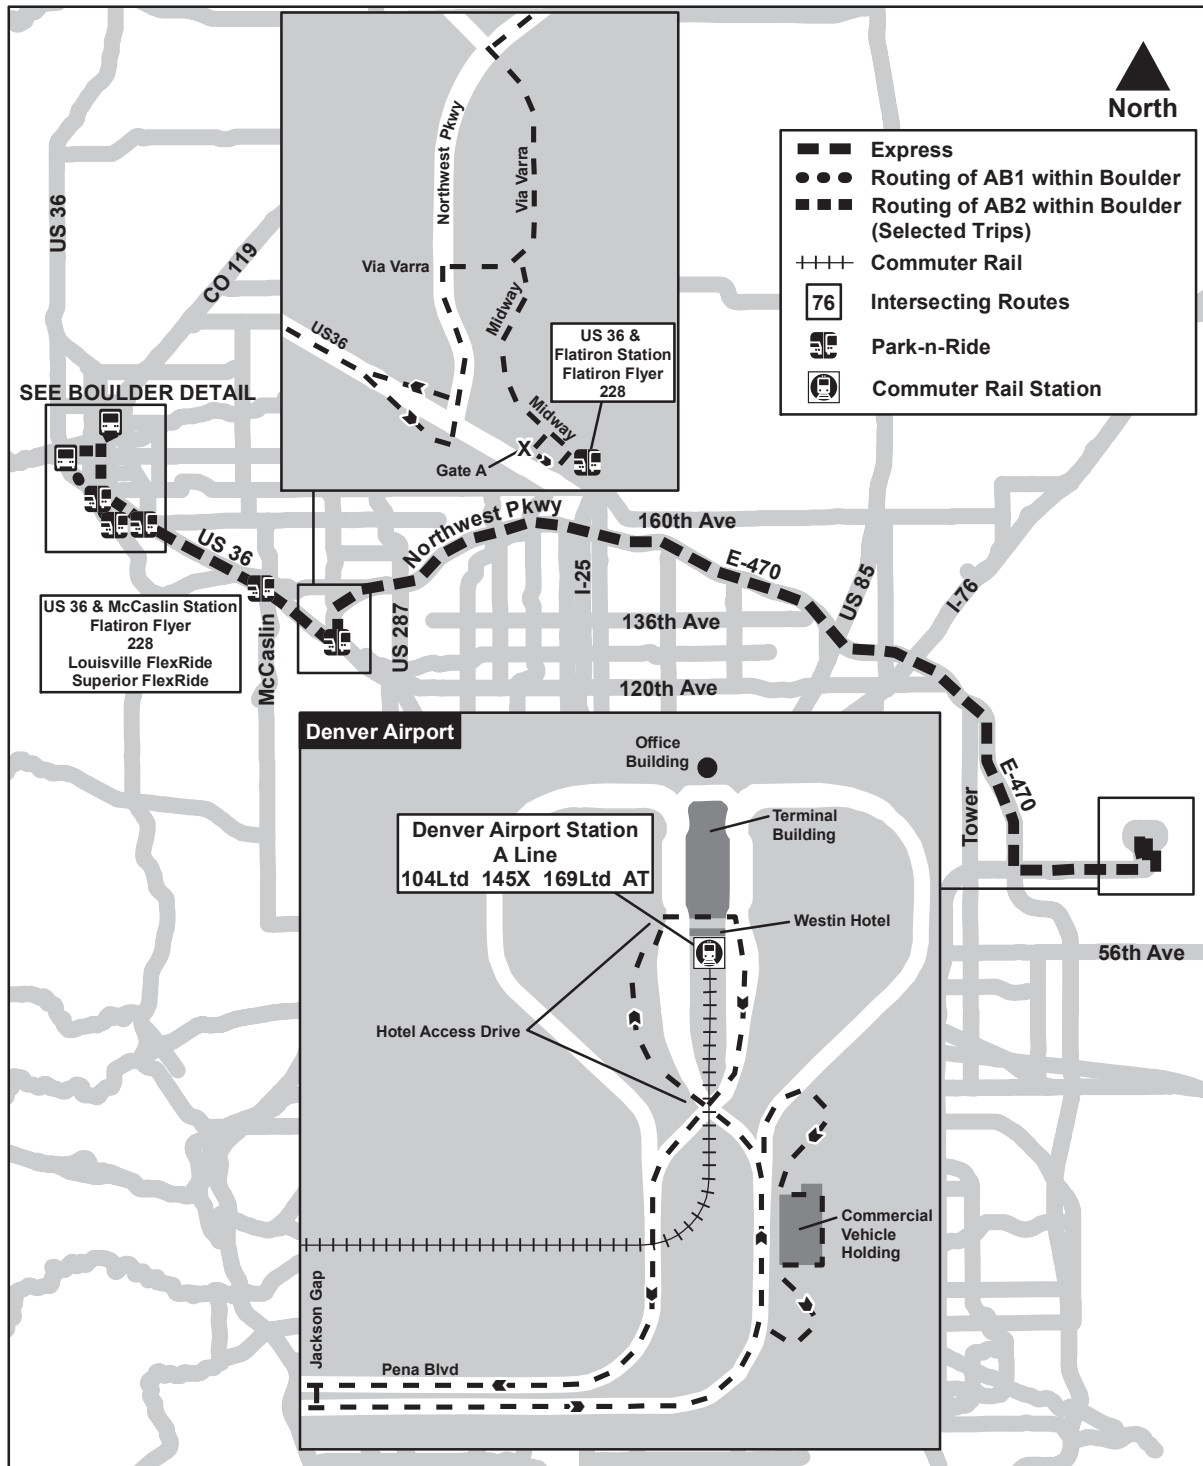 North
Express
Routing of AB1 within Boulder
Routing of AB2 within Boulder
(Selected Trips)
Commuter Rail
76
Intersecting Routes
Park-n-Ride
Commuter Rail Station
Northwest Pkwy
Via Varra
Via Varra
Midway
US36
US 36 &
Flatiron Station
Flatiron Flyer
228
Midway
X
Gate A
US 36
CO 119
SEE BOULDER DETAIL
US 36
Northwest Pkwy
160th Ave
E-470
I-25
US 85
I-76
US 36 & McCaslin Station
Flatiron Flyer
228
Louisville FlexRide
Superior FlexRide
McCaslin
US 287
136th Ave
120th Ave
E-470
Tower
56th Ave
Denver Airport
Office
Building
Terminal
Building
Denver Airport Station
A Line
104Ltd 145X 169Ltd AT
Westin Hotel
Hotel Access Drive
Commercial
Vehicle
Holding
Jackson Gap
Pena Blvd